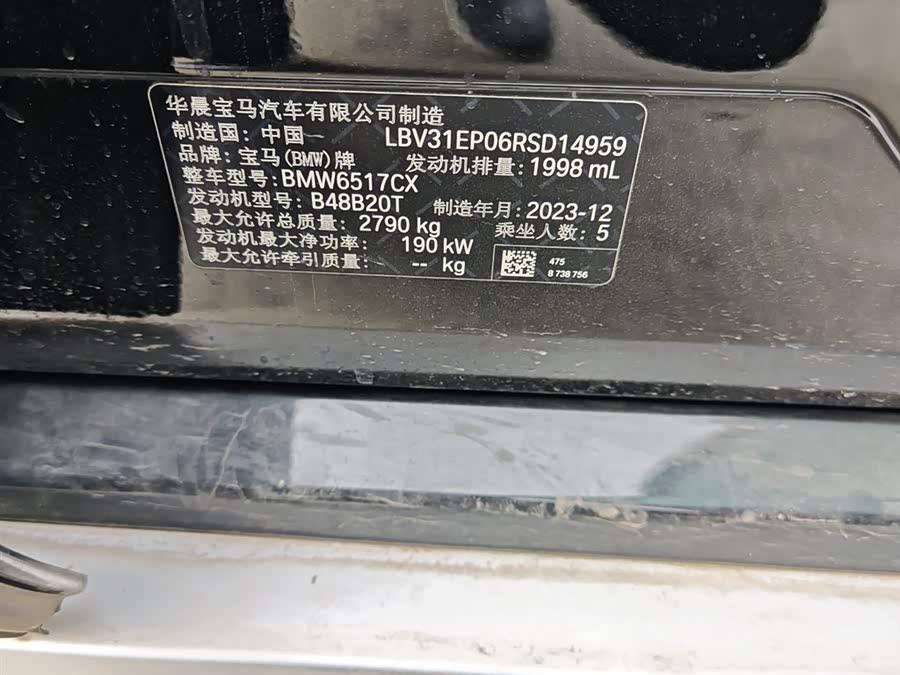 华晨宝马汽车有限公司制造
制造国：中国 LBV31EP06RSD14959
品牌：宝马(BMW)牌 发动机排量：1998 mL
整车型号：BMW6517CX
发动机型号：B48B20T 制造年月：2023-12
最大允许总质量：2790 kg 乘坐人数：5
发动机最大净功率：190 kW
最大允许牵引质量：-- kg
475
8 738 756